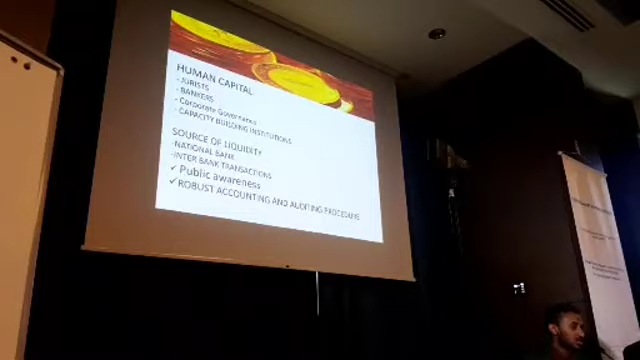 HUMAN CAPITAL
- JURISTS
- BANKERS
- Corporate Governance
- CAPACITY BUILDING INSTITUTIONS
SOURCE OF LIQUIDITY
-NATIONAL BANK
-INTER BANK TRANSACTIONS
✓ Public awareness
✓ ROBUST ACCOUNTING AND AUDITING PROCEDURE